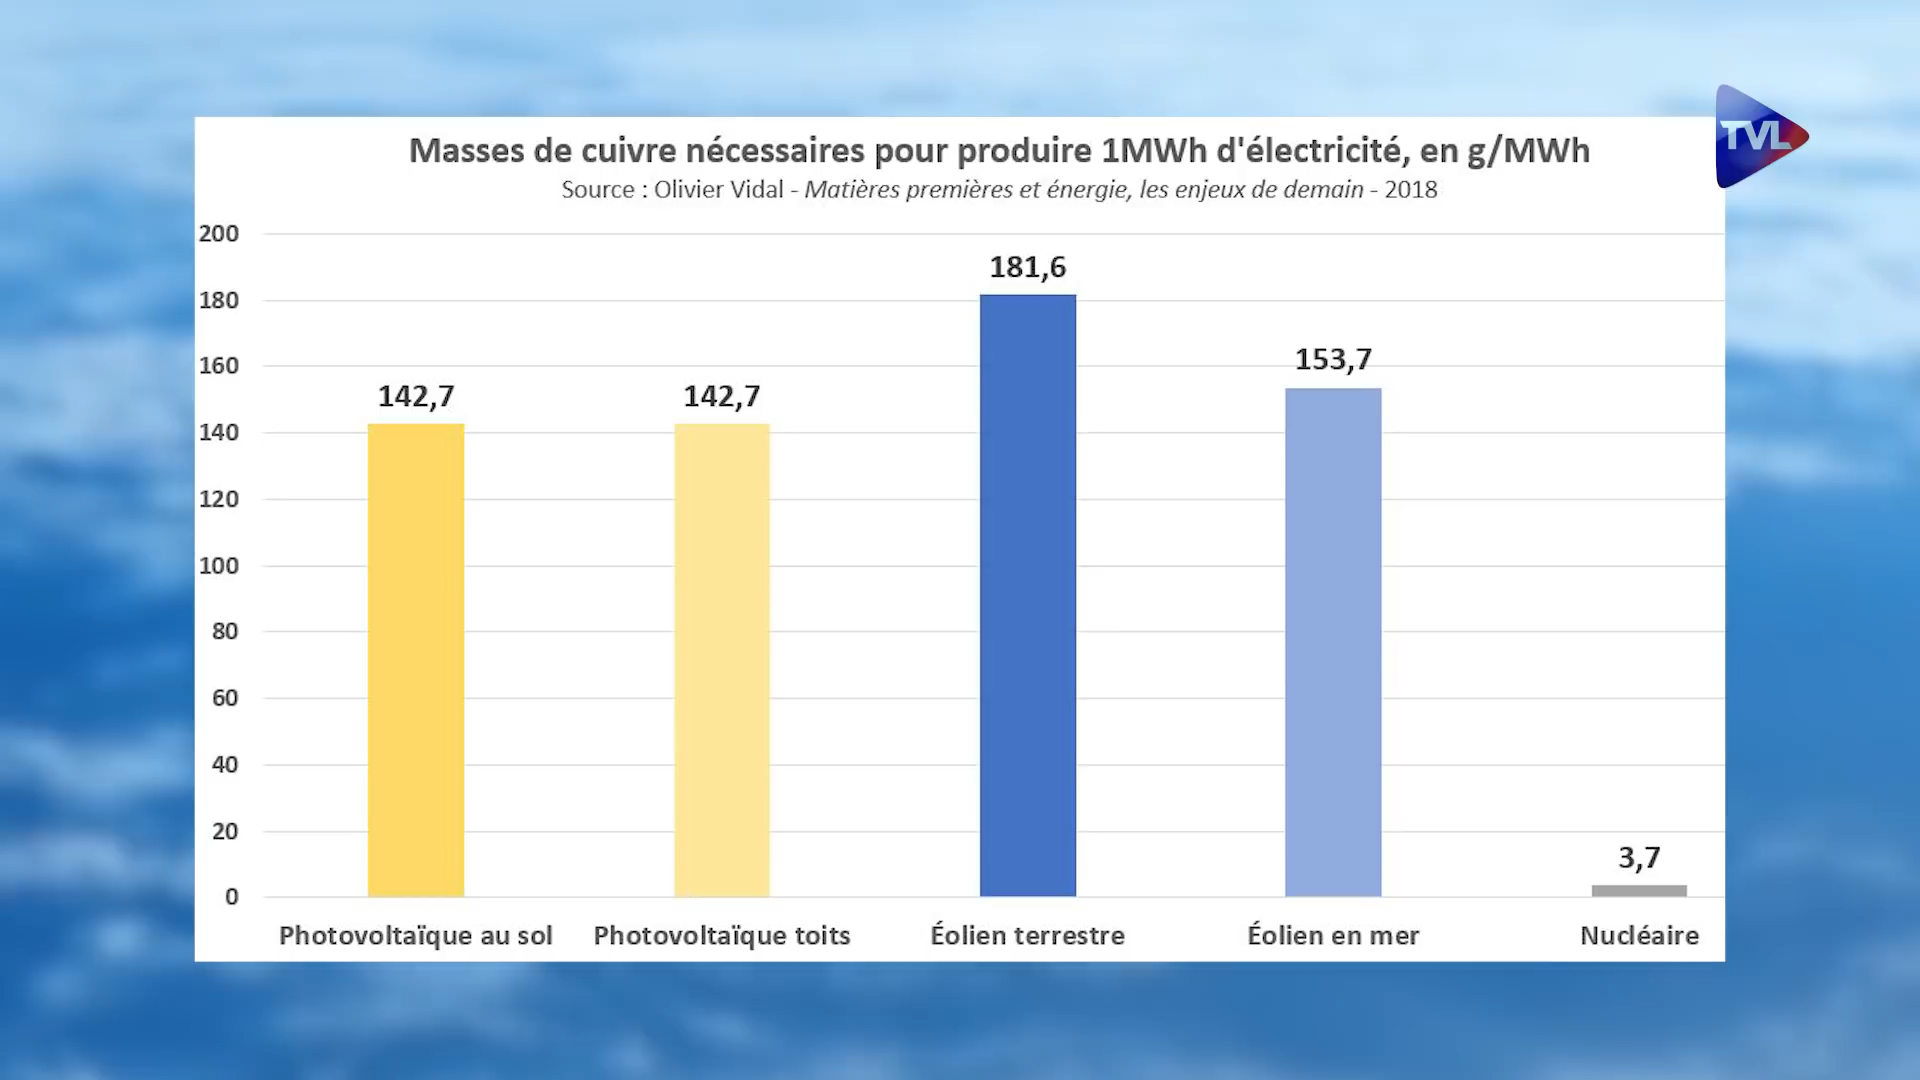 TVL
Masses de cuivre nécessaires pour produire 1MWh d'électricité, en g/MWh
Source : Olivier Vidal - Matières premières et énergie, les enjeux de demain - 2018
200
180
160
140
120
100
80
60
40
20
0
142,7
142,7
181,6
153,7
3,7
Photovoltaïque au sol
Photovoltaïque toits
Éolien terrestre
Éolien en mer
Nucléaire